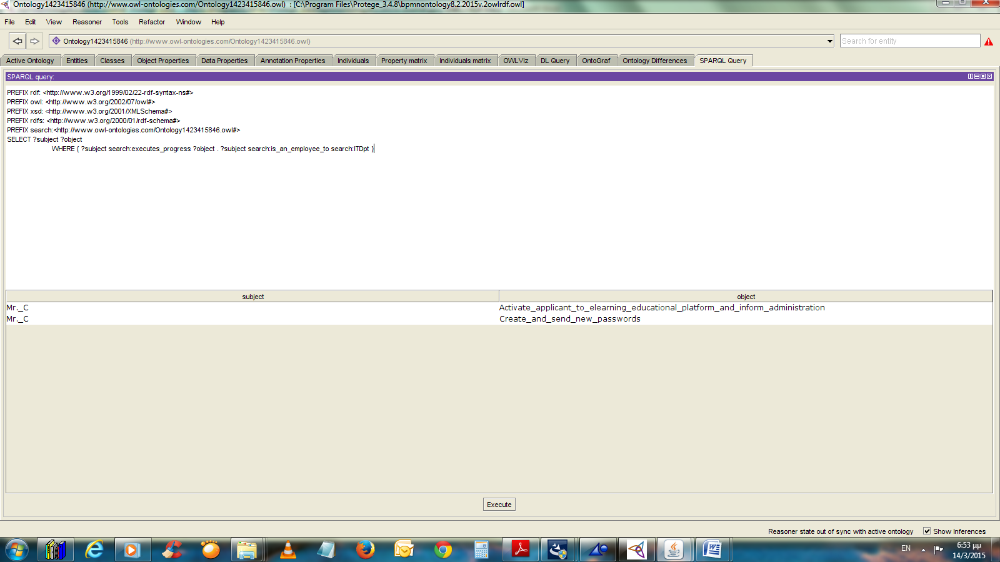 Ontology1423415846 (http://www.owl-ontologies.com/Ontology1423415846.owl) : [C:\Program Files\Protege_3.4.8\bpmnontology8.2.2015v.2owlrdf.owl]
File Edit View Reasoner Tools Refactor Window Help
Ontology1423415846 (http://www.owl-ontologies.com/Ontology1423415846.owl) Search for entity
Active Ontology Entities Classes Object Properties Data Properties Annotation Properties Individuals Property matrix Individuals matrix OWLViz DL Query OntoGraf Ontology Differences SPARQL Query
SPARQL query:
PREFIX rdf: <http://www.w3.org/1999/02/22-rdf-syntax-ns#>
PREFIX owl: <http://www.w3.org/2002/07/owl#>
PREFIX xsd: <http://www.w3.org/2001/XMLSchema#>
PREFIX rdfs: <http://www.w3.org/2000/01/rdf-schema#>
PREFIX search:<http://www.owl-ontologies.com/Ontology1423415846.owl#>
SELECT ?subject ?object
WHERE { ?subject search:executes_progress ?object . ?subject search:is_an_employee_to search:ITDpt }
subject object
Mr._C Activate_applicant_to_elearning_educational_platform_and_inform_administration
Mr._C Create_and_send_new_passwords
Execute
Reasoner state out of sync with active ontology Show Inferences
EN 6:53 μμ
14/3/2015